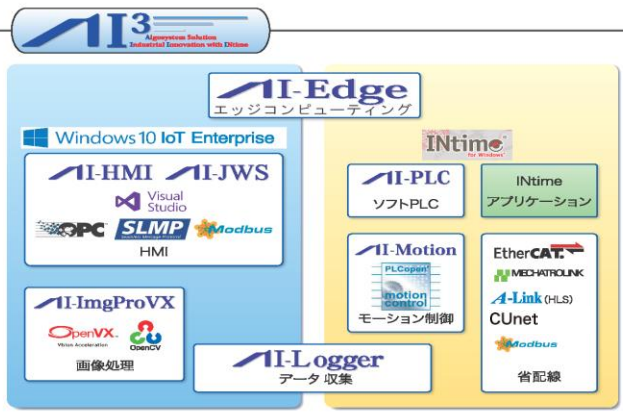 AI3
Algosystem Solution
Industrial Innovation with INtime
AI-Edge
エッジコンピューティング
Windows 10 IoT Enterprise
AI-HMI AI-JWS
Visual
Studio
OPC SLMP Modbus
HMI
AI-ImgProVX
OpenVX. OpenCV
Vision Acceleration
画像処理
INtime
for Windows
AI-PLC
ソフトPLC
INtime
アプリケーション
AI-Motion
PLCopen
motion
control
モーション制御
EtherCAT.
MECHATROLINK
A-Link (HLS)
CUnet
Modbus
省配線
AI-Logger
データ 収集